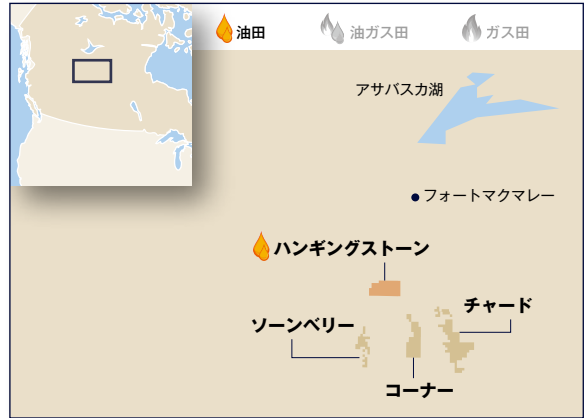 油田
油ガス田
ガス田
アサバスカ湖
フォートマクマレー
ハンギングストーン
チャード
ソーンベリー
コーナー